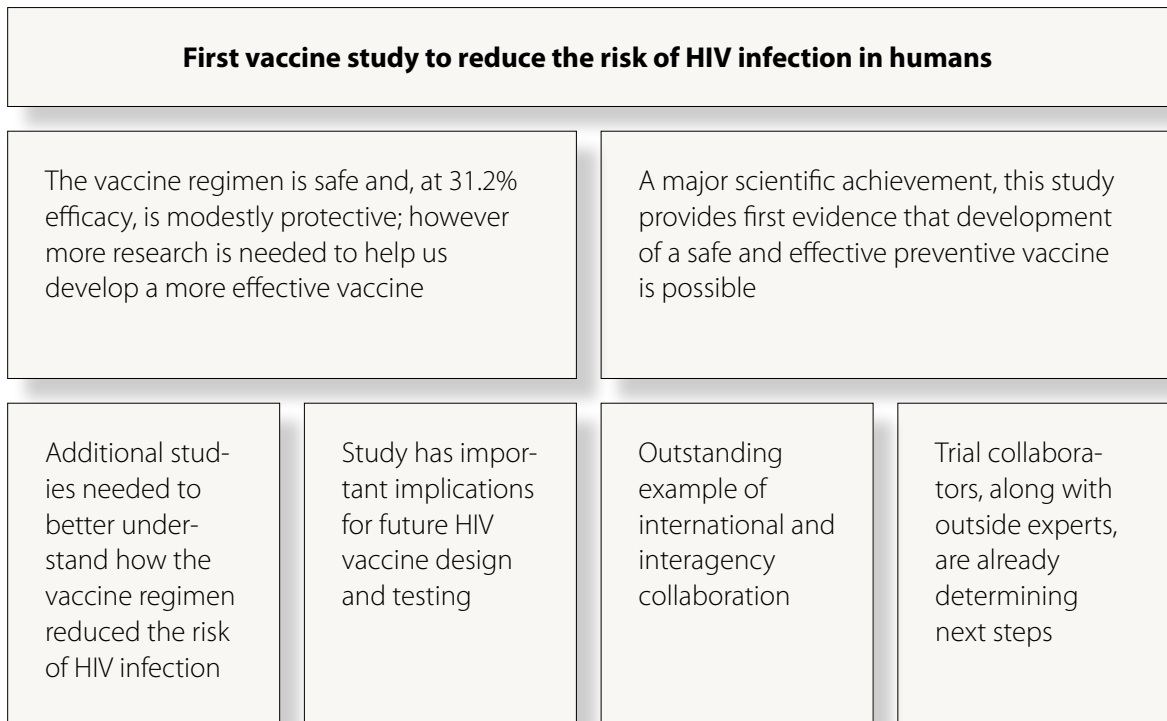 First vaccine study to reduce the risk of HIV infection in humans
The vaccine regimen is safe and, at 31.2%
efficacy, is modestly protective; however
more research is needed to help us
develop a more effective vaccine
A major scientific achievement, this study
provides first evidence that development
of a safe and effective preventive vaccine
is possible
Additional stud-
ies needed to
better under-
stand how the
vaccine regimen
reduced the risk
of HIV infection
Study has impor-
tant implications
for future HIV
vaccine design
and testing
Outstanding
example of
international and
interagency
collaboration
Trial collabora-
tors, along with
outside experts,
are already
determining
next steps